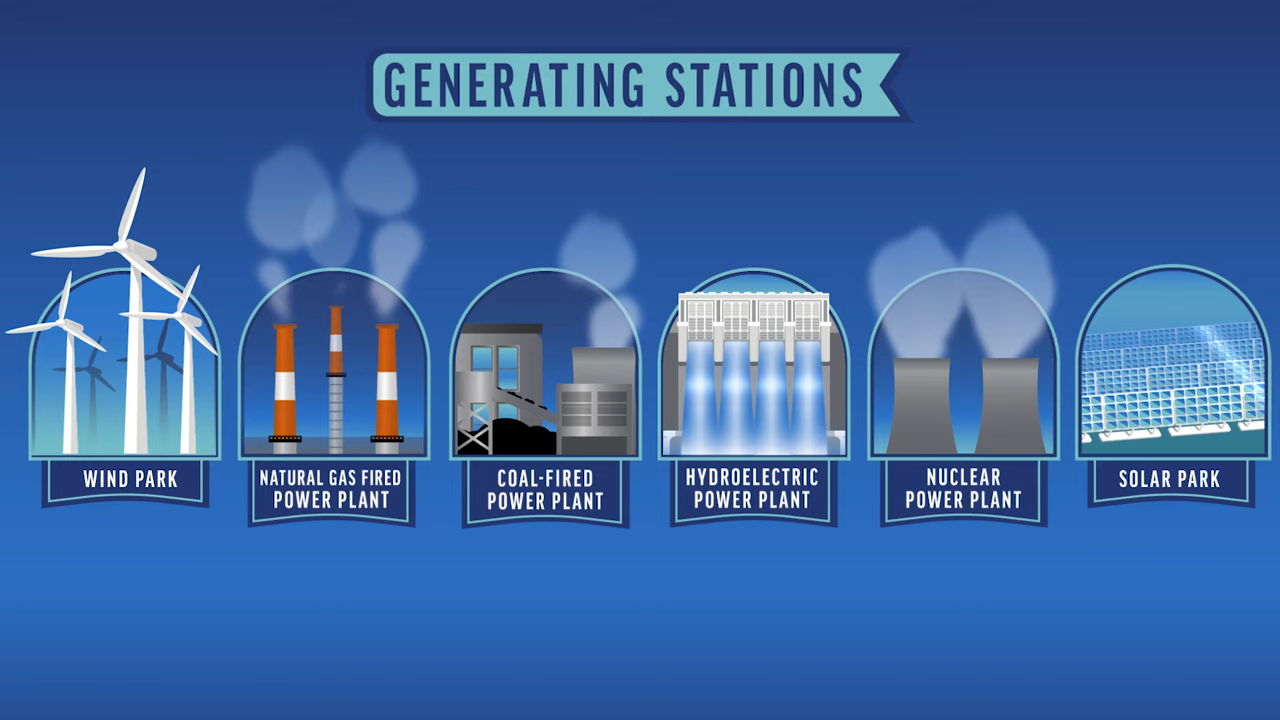 GENERATING STATIONS
WIND PARK
NATURAL GAS FIRED
POWER PLANT
COAL-FIRED
POWER PLANT
HYDROELECTRIC
POWER PLANT
NUCLEAR
POWER PLANT
SOLAR PARK